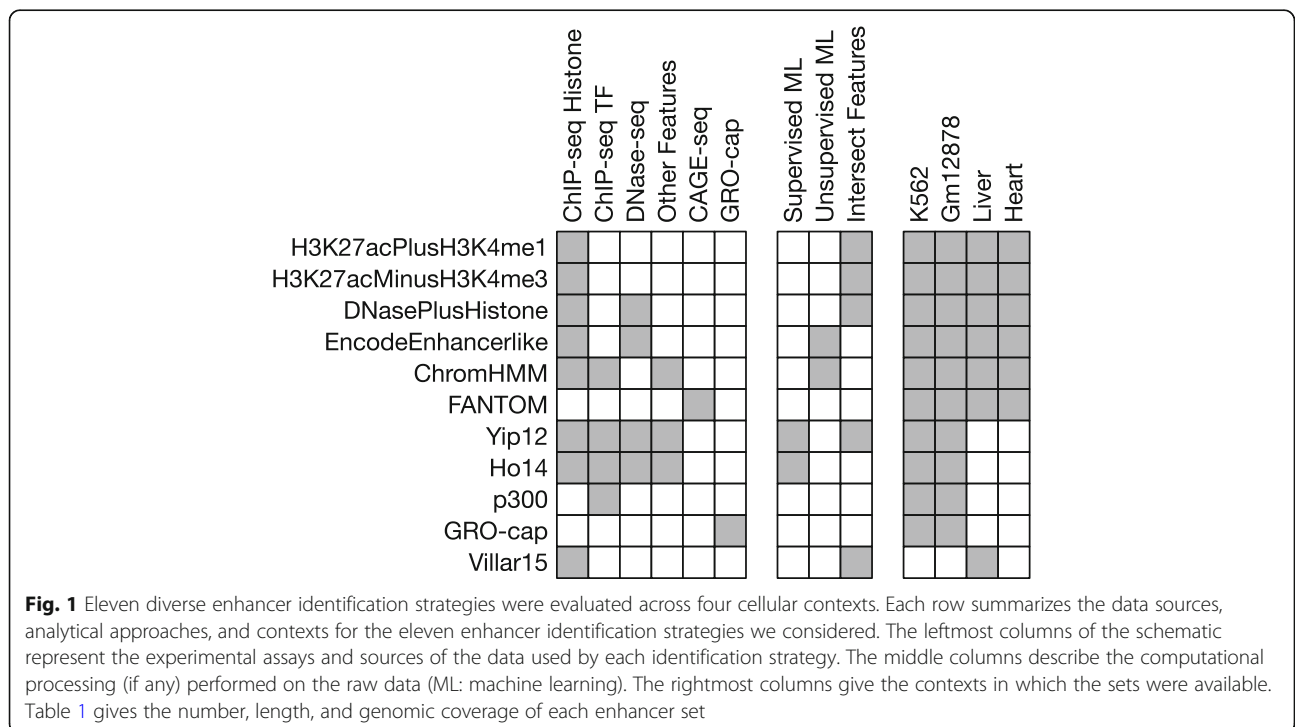 ChIP-seq Histone
ChIP-seq TF
DNase-seq
Other Features
CAGE-seq
GRO-cap
Supervised ML
Unsupervised ML
Intersect Features
K562
Gm12878
Liver
Heart
H3K27acPlusH3K4me1
H3K27acMinusH3K4me3
DNasePlusHistone
EncodeEnhancerlike
ChromHMM
FANTOM
Yip12
Ho14
p300
GRO-cap
Villar15
Fig. 1 Eleven diverse enhancer identification strategies were evaluated across four cellular contexts. Each row summarizes the data sources,
analytical approaches, and contexts for the eleven enhancer identification strategies we considered. The leftmost columns of the schematic
represent the experimental assays and sources of the data used by each identification strategy. The middle columns describe the computational
processing (if any) performed on the raw data (ML: machine learning). The rightmost columns give the contexts in which the sets were available.
Table 1 gives the number, length, and genomic coverage of each enhancer set